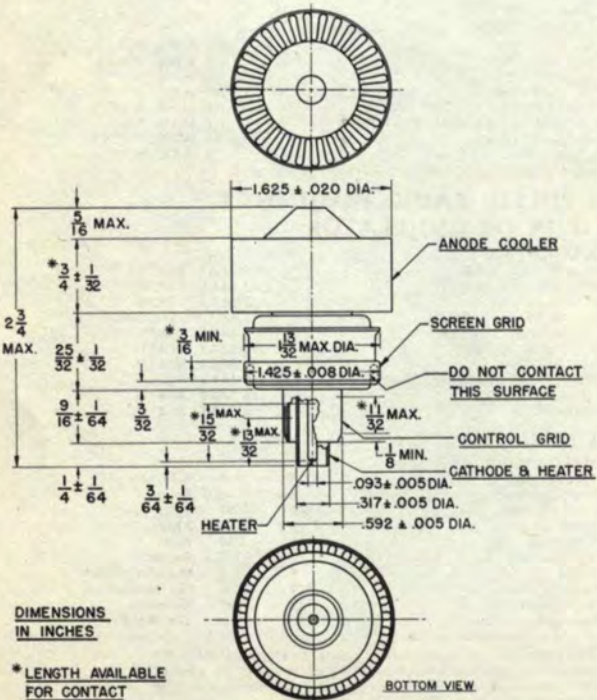 1.625 ± .020 DIA.
5/16 MAX.
ANODE COOLER
* 3/4 ± 1/32
2 3/4 MAX.
* 3/16 MIN.
1 13/32 MAX. DIA.
SCREEN GRID
25/32 ± 1/32
1.425 ± .008 DIA.
DO NOT CONTACT
THIS SURFACE
9/16 ± 1/64
3/32
* 15/32 MAX.
* 13/32 MAX.
* 11/32 MAX.
CONTROL GRID
1/8 MIN.
CATHODE & HEATER
1/4 ± 1/64
3/64 ± 1/64
.093 ± .005 DIA.
.317 ± .005 DIA.
HEATER
.592 ± .005 DIA.
DIMENSIONS
IN INCHES
* LENGTH AVAILABLE
FOR CONTACT
BOTTOM VIEW